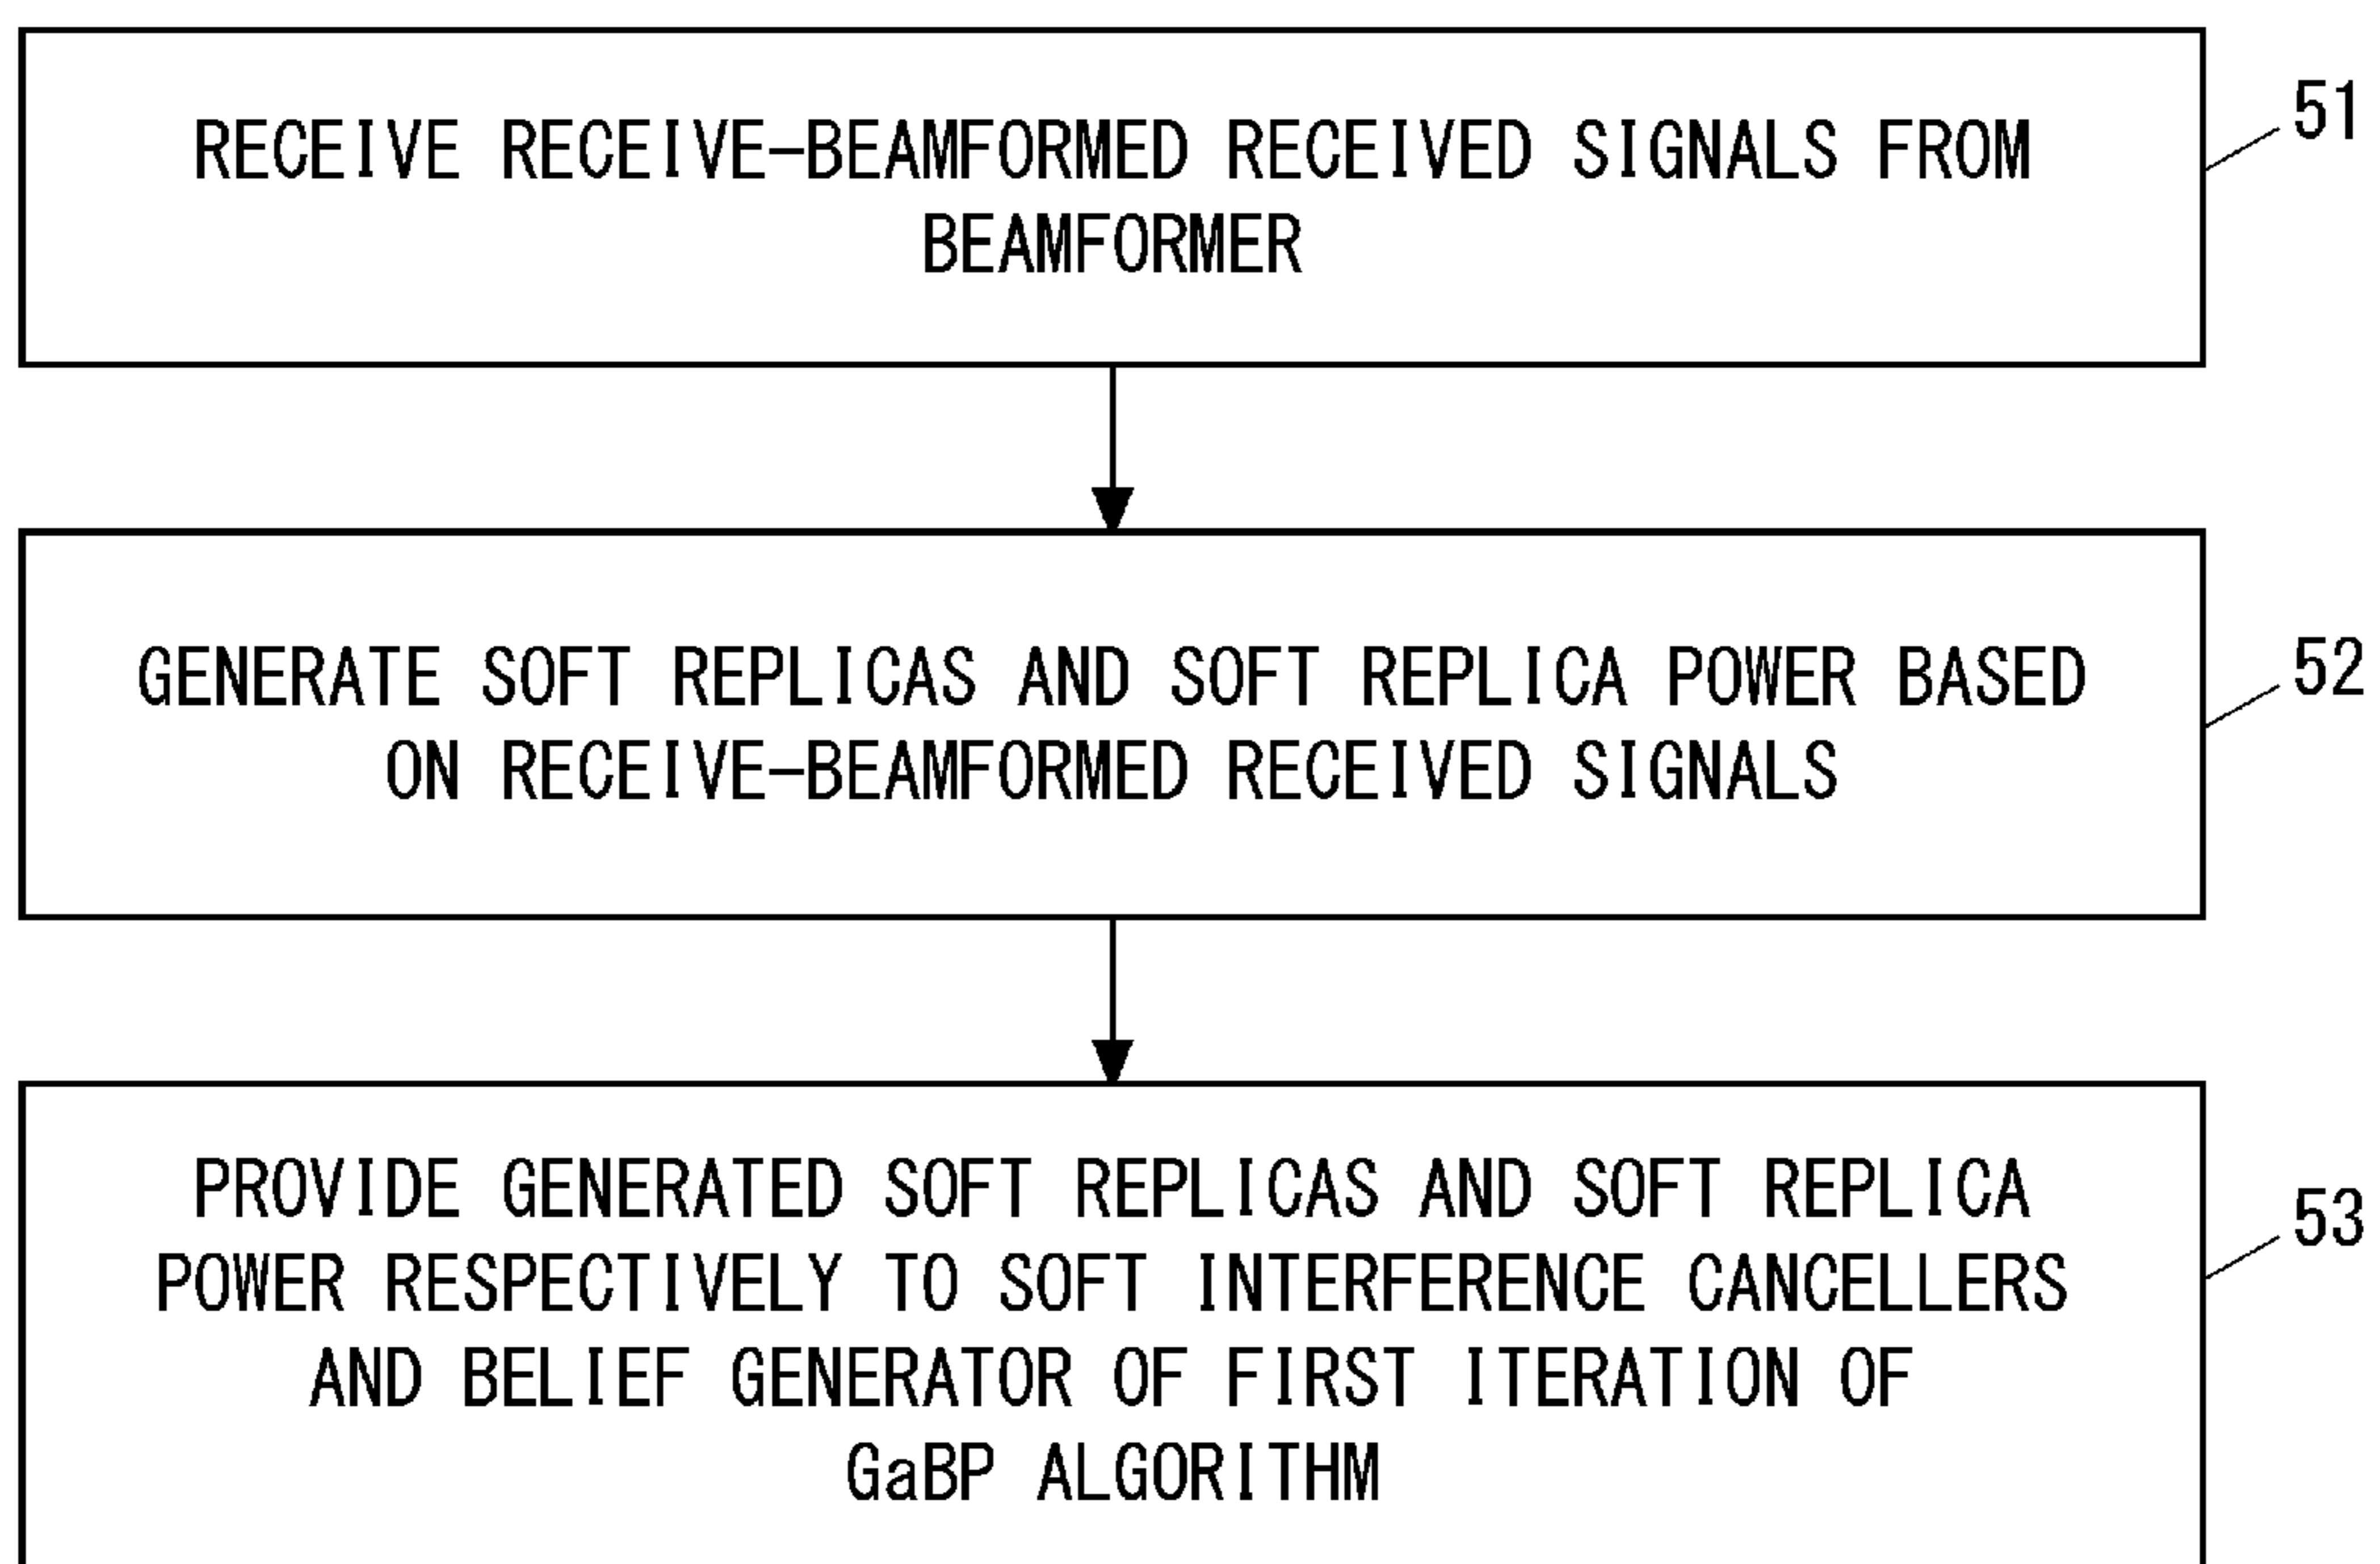 RECEIVE RECEIVE-BEAMFORMED RECEIVED SIGNALS FROM
BEAMFORMER
51
GENERATE SOFT REPLICAS AND SOFT REPLICA POWER BASED
ON RECEIVE-BEAMFORMED RECEIVED SIGNALS
52
PROVIDE GENERATED SOFT REPLICAS AND SOFT REPLICA
POWER RESPECTIVELY TO SOFT INTERFERENCE CANCELLERS
AND BELIEF GENERATOR OF FIRST ITERATION OF
GaBP ALGORITHM
53